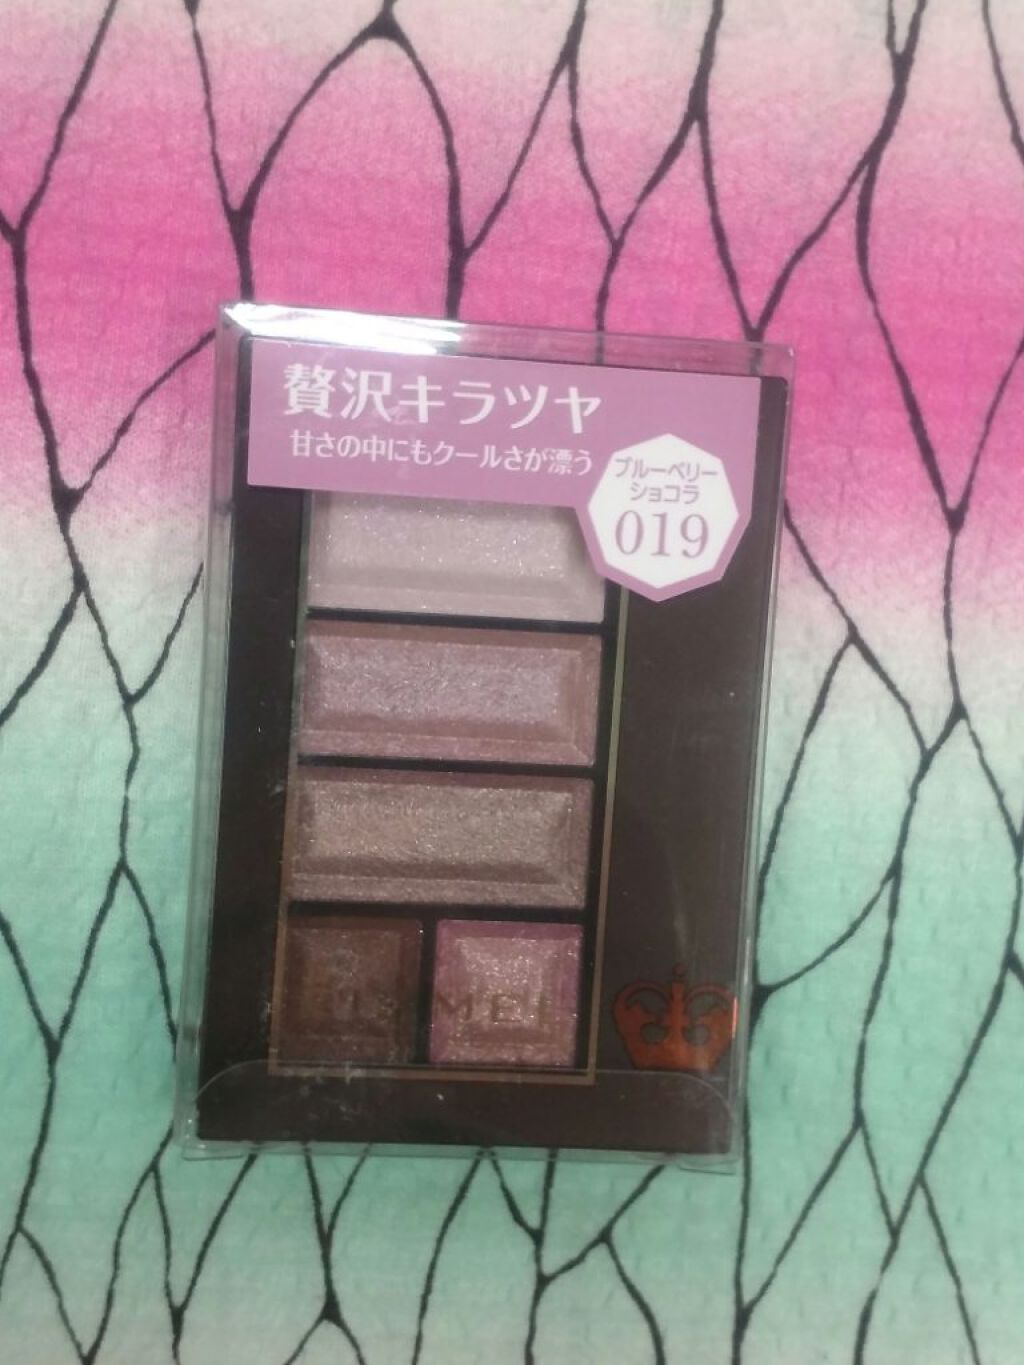 贅沢キラツヤ
甘さの中にもクールさが漂う
ブルーベリー
ショコラ
019